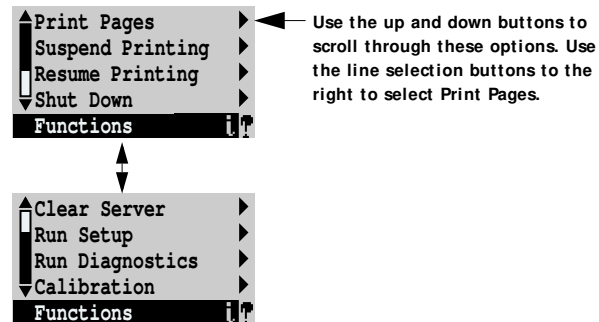 Print Pages
Suspend Printing
Resume Printing
Shut Down
Functions
Use the up and down buttons to
scroll through these options. Use
the line selection buttons to the
right to select Print Pages.
Clear Server
Run Setup
Run Diagnostics
Calibration
Functions